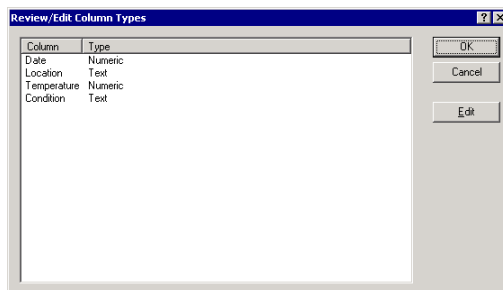 Review/Edit Column Types
Column Type
Date Numeric
Location Text
Temperature Numeric
Condition Text
OK
Cancel
Edit